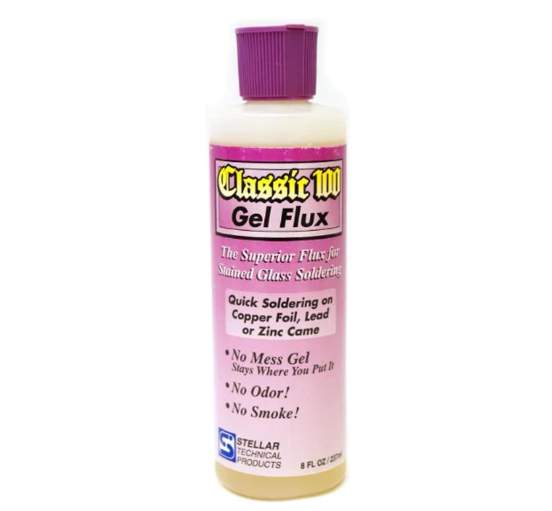 Classic 100
Gel Flux
The Superior Flux for
Stained Glass Soldering
Quick Soldering on
Copper Foil, Lead
or Zinc Came
• No Mess Gel
Stays Where You Put It
• No Odor!
• No Smoke!
S
STELLAR
TECHNICAL
PRODUCTS
8 FL OZ / 237ml